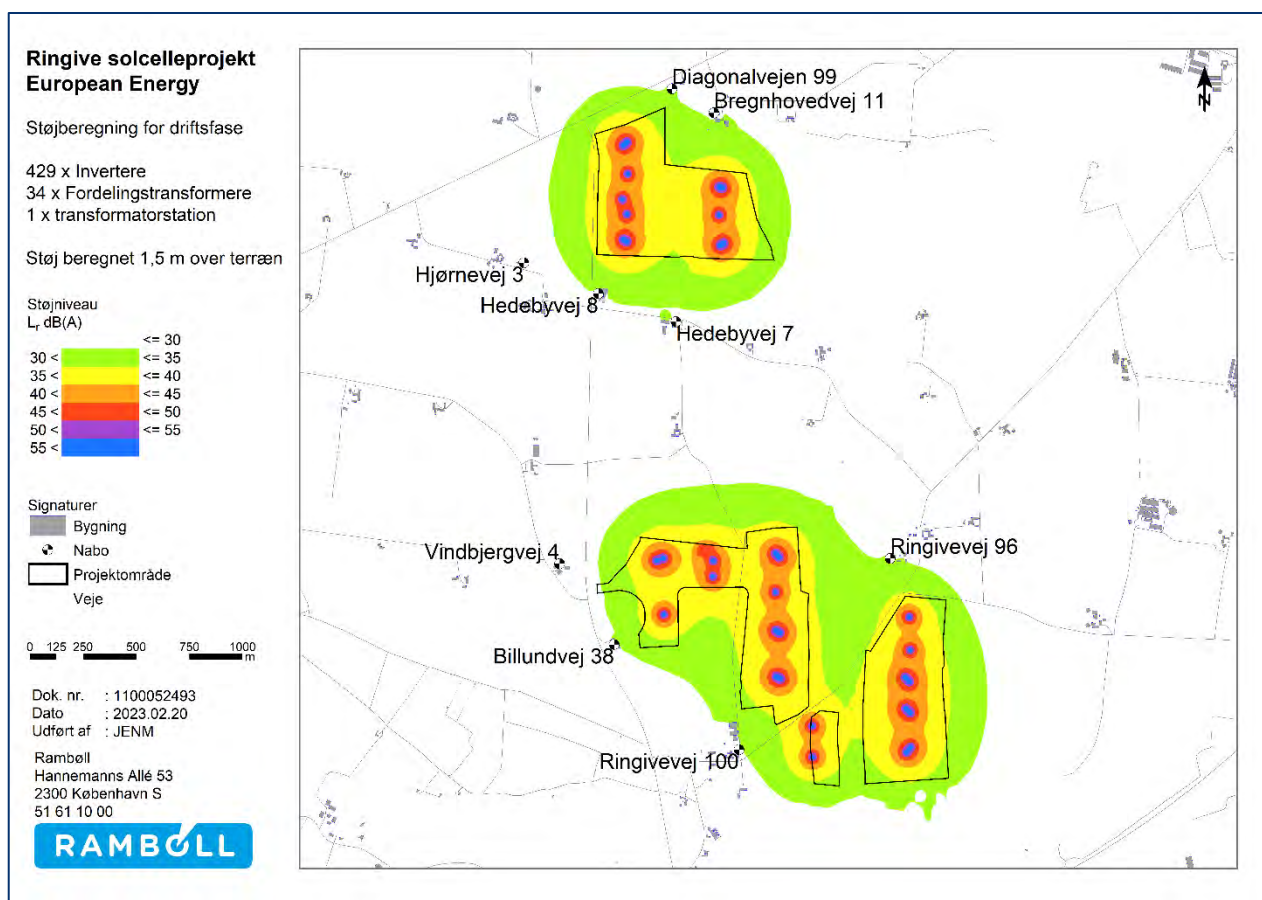 Ringive solcelleprojekt
European Energy
Støjberegning for driftsfase
429 x Invertere
34 x Fordelingstransformere
1 x transformatorstation
Støj beregnet 1,5 m over terræn
Støjniveau
Lr dB(A)
<= 30
30 < <= 35
35 < <= 40
40 < <= 45
45 < <= 50
50 < <= 55
55 <
Signaturer
Bygning
Nabo
Projektområde
Veje
0 125 250 500 750 1000
m
Dok. nr. : 1100052493
Dato : 2023.02.20
Udført af : JENM
Rambøll
Hannemanns Allé 53
2300 København S
51 61 10 00
RAMBOLL
Diagonalvejen 99
Bregnhovedvej 11
Hjørnevej 3
Hedebyvej 8
Hedebyvej 7
Vindbjergvej 4
Ringivevej 96
Billundvej 38
Ringivevej 100
N